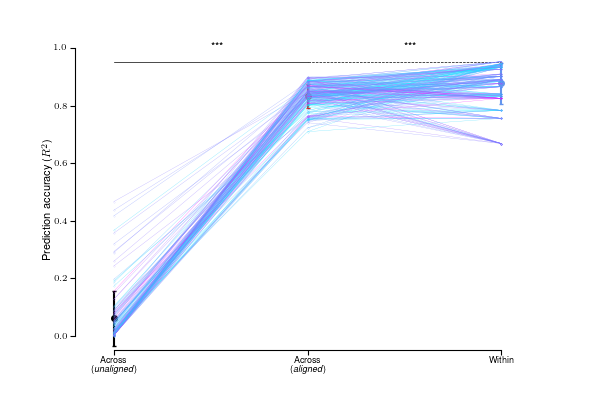 *** ***
1.0
0.8
0.6
0.4
0.2
0.0
Prediction accuracy (R²)
Across Across Within
(unaligned) (aligned)